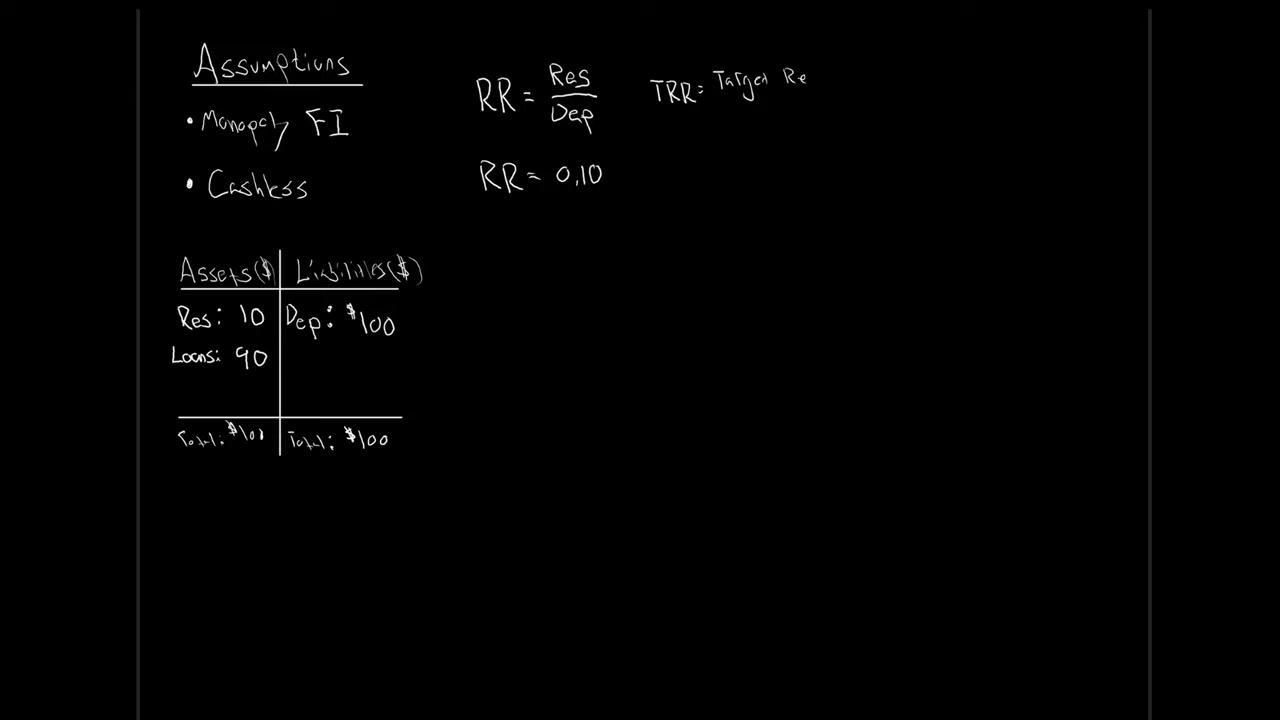 Assumptions
• Monopoly FI
• Cashless
RR = Res / Dep
RR = 0.10
TRR = Target Re
Assets ($) Liabilities ($)
Res: 10 Dep: $100
Loans: 90
Total: $100 Total: $100